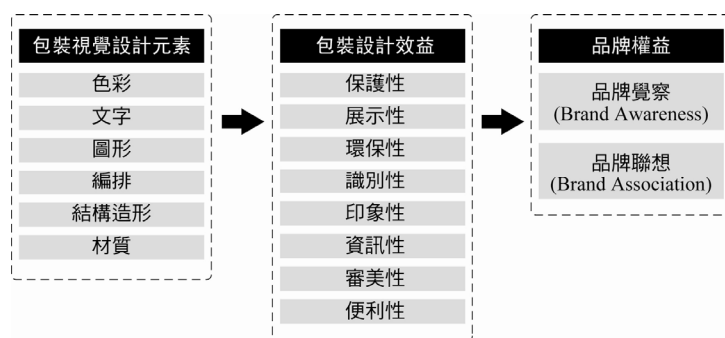 包裝視覺設計元素
色彩
文字
圖形
編排
結構造形
材質
包裝設計效益
保護性
展示性
環保性
識別性
印象性
資訊性
審美性
便利性
品牌權益
品牌覺察
(Brand Awareness)
品牌聯想
(Brand Association)